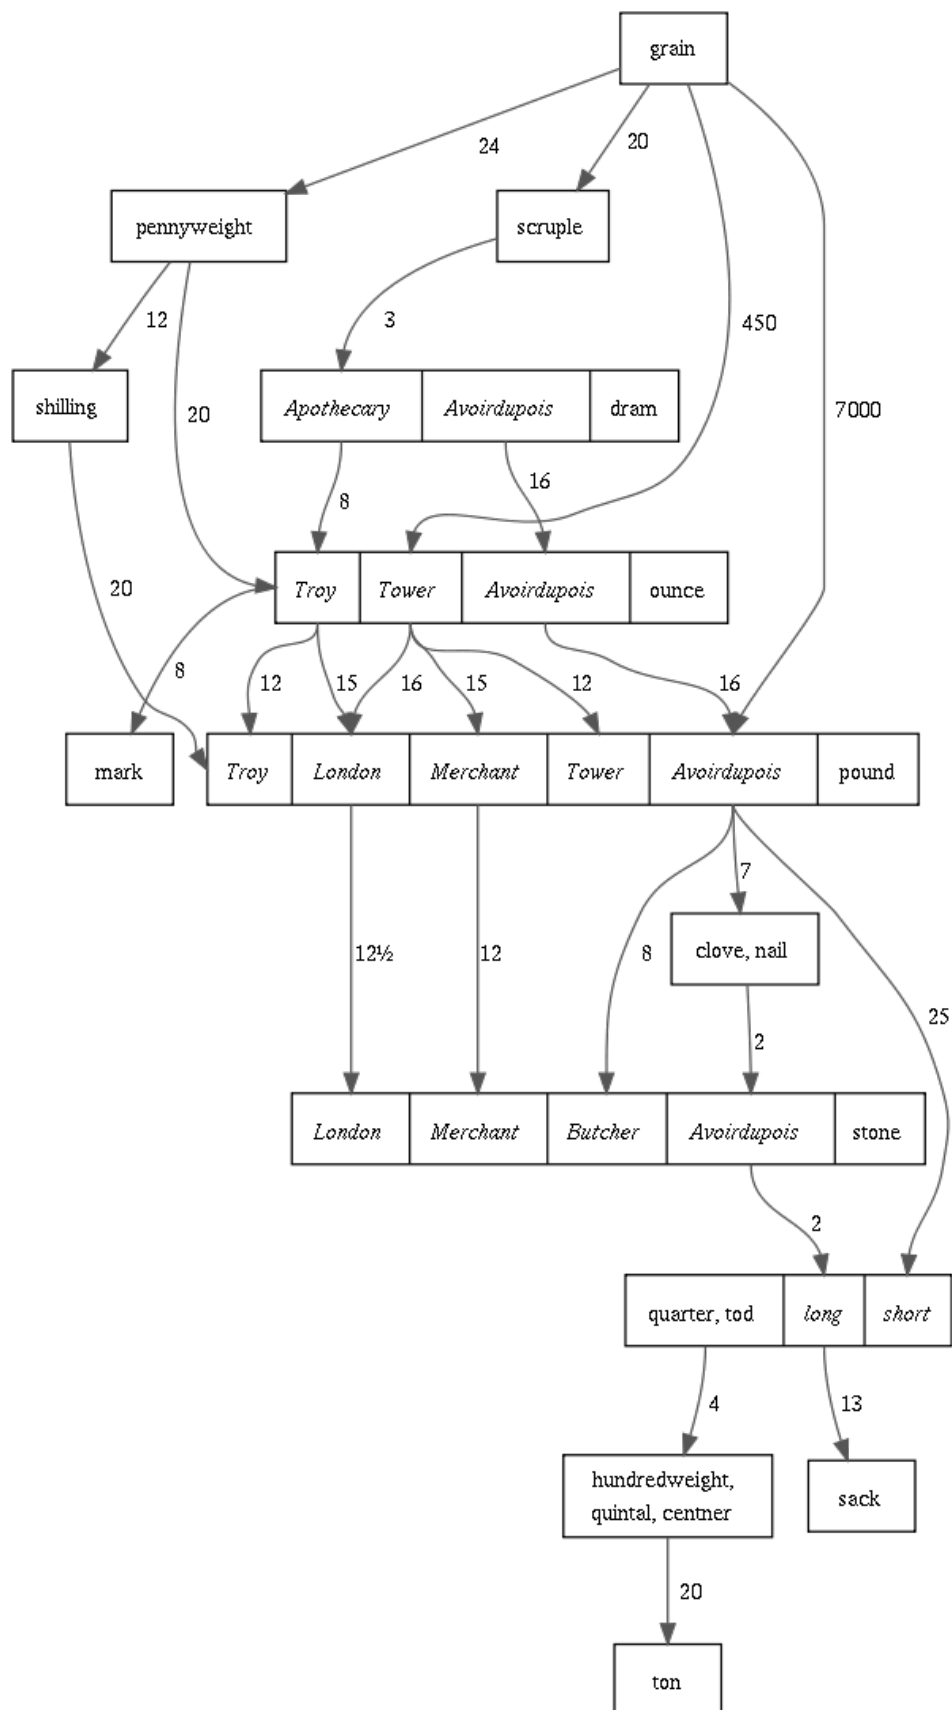 grain
24
20
pennyweight
scruple
12
3
450
shilling
20
Apothecary
Avoirdupois
dram
7000
8
16
20
Troy
Tower
Avoirdupois
ounce
8
12
15
16
15
12
16
mark
Troy
London
Merchant
Tower
Avoirdupois
pound
7
12½
12
8
clove, nail
25
2
London
Merchant
Butcher
Avoirdupois
stone
2
quarter, tod
long
short
4
13
hundredweight,
quintal, centner
sack
20
ton